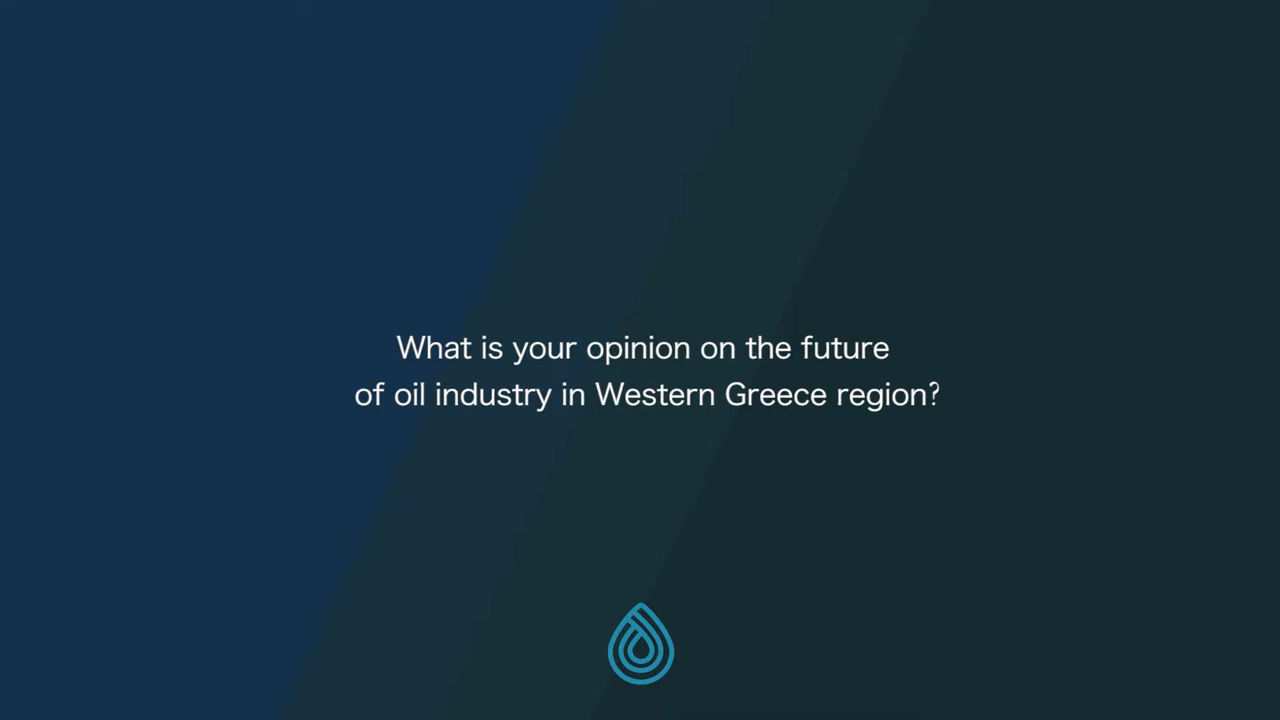 What is your opinion on the future
of oil industry in Western Greece region?